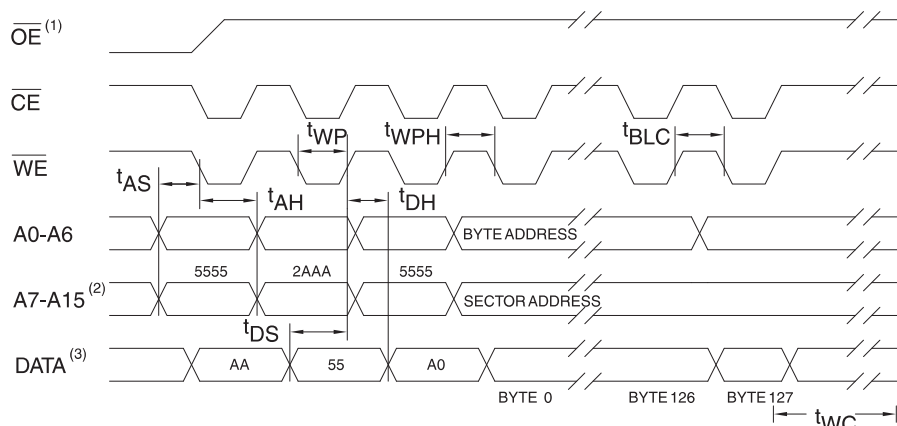 OE (1)
CE
tWP tWPH tBLC
WE
tAS
tAH tDH
A0-A6 BYTE ADDRESS
5555 2AAA 5555
A7-A15 (2) SECTOR ADDRESS
tDS
DATA (3) AA 55 A0
BYTE 0 BYTE 126 BYTE 127
tWC